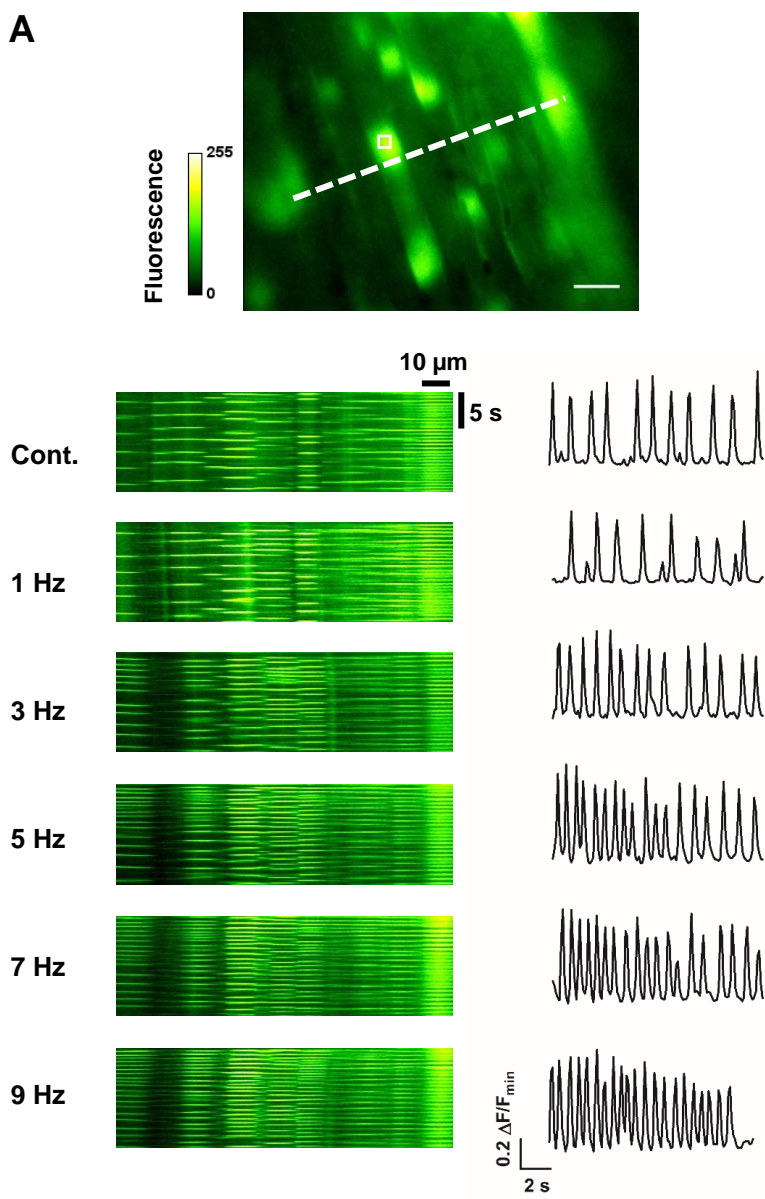 A
Fluorescence
255
0
10 µm
5 s
Cont.
1 Hz
3 Hz
5 Hz
7 Hz
9 Hz
0.2 ΔF/Fmin
2 s